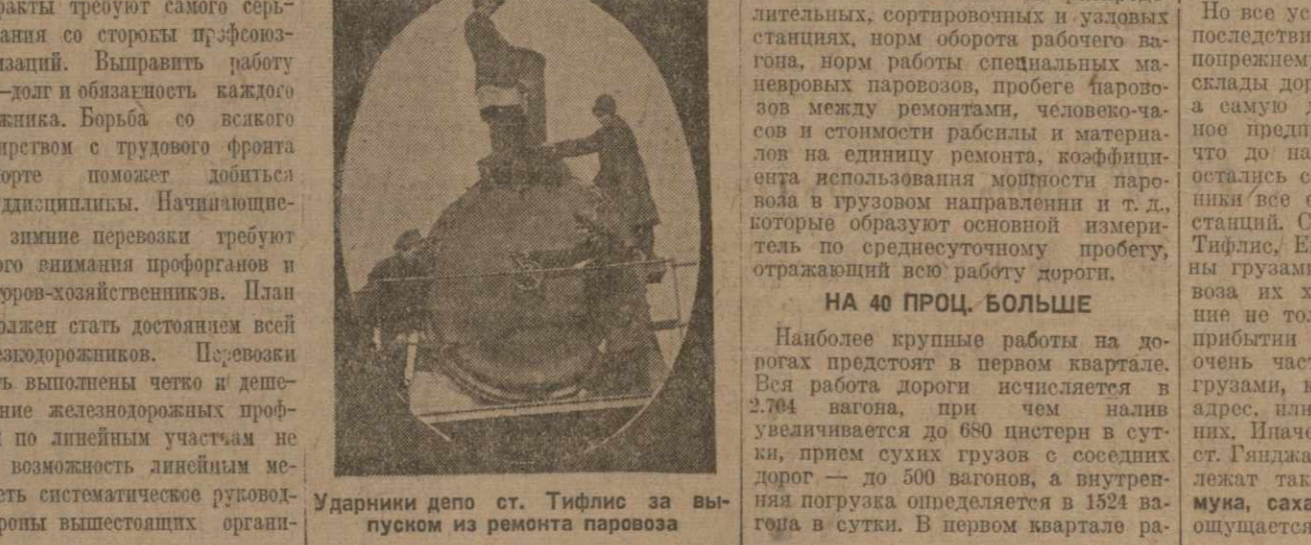 ракты требуют самого серь-
ания со стороны профсоюз-
изаций. Выправить работу
—долг и обязанность каждого
жника. Борьба со всякого
ирством с трудового фронта
орте поможет добиться
ддисциплины. Начинающие-
зимние перевозки требуют
ого внимания профорганов и
оров-хозяйственников. План
олжен стать достоянием всей
езнодорожников. Перевозки
ь выполнены четко и деше-
ние железнодорожных проф-
по линейным участкам не
возможность линейным ме-
еть систематическое руковод-
роны вышестоящих органи-
Ударники депо ст. Тифлис за вы-
пуском из ремонта паровоза
лительных, сортировочных и узловых
станциях, норм оборота рабочего ва-
гона, норм работы специальных ма-
невровых паровозов, пробеге парово-
зов между ремонтами, человеко-ча-
сов и стоимости рабсилы и материа-
лов на единицу ремонта, коэффици-
ента использования мощности паро-
воза в грузовом направлении и т. д.,
которые образуют основной измери-
тель по среднесуточному пробегу,
отражающий всю работу дороги.
НА 40 ПРОЦ. БОЛЬШЕ
Наиболее крупные работы на до-
рогах предстоят в первом квартале.
Вся работа дороги исчисляется в
2.704 вагона, при чем налив
увеличивается до 680 цистерн в сут-
ки, прием сухих грузов с соседних
дорог — до 500 вагонов, а внутрен-
няя погрузка определяется в 1524 ва-
гона в сутки. В первом квартале ра-
Но все ус
последстви
попрежнему
склады дор
а самую
ное предп
что до на
остались с
ники все
станций. С
Тифлис, Е
ны грузами
воза их х
ние не тол
прибытии
очень час
грузами,
адрес, или
них. Иначе
ст. Гянджа
лежат так
мука, саха
ощущается